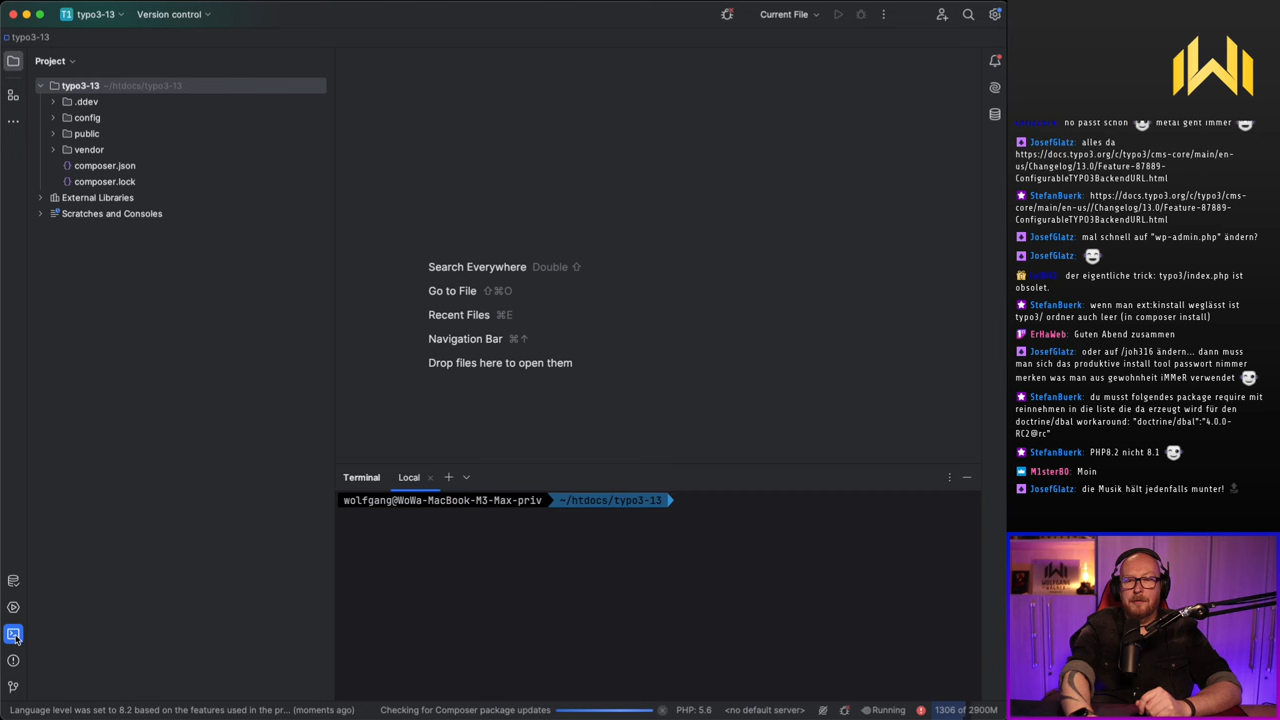 T1 typo3-13
Version control
Current File
typo3-13
Project
typo3-13 ~/htdocs/typo3-13
.ddev
config
public
vendor
composer.json
composer.lock
External Libraries
Scratches and Consoles
Search Everywhere Double ⇧
Go to File ⇧⌘O
Recent Files ⌘E
Navigation Bar ⌘↑
Drop files here to open them
Terminal
Local
wolfgang@WoWa-MacBook-M3-Max-priv ~/htdocs/typo3-13
Language level was set to 8.2 based on the features used in the pr... (moments ago)
Checking for Composer package updates
PHP: 5.6
<no default server>
Running
1306 of 2900M
no passt schon metal geht immer
JosefGlatz: alles da
https://docs.typo3.org/c/typo3/cms-core/main/en-
us/Changelog/13.0/Feature-87889-
ConfigurableTYPO3BackendURL.html
StefanBuerk: https://docs.typo3.org/c/typo3/cms-
core/main/en-us//Changelog/13.0/Feature-87889-
ConfigurableTYPO3BackendURL.html
JosefGlatz: mal schnell auf "wp-admin.php" ändern?
JosefGlatz:
der eigentliche trick: typo3/index.php ist
obsolet.
StefanBuerk: wenn man ext:kinstall weglässt ist
typo3/ ordner auch leer (in composer install)
ErHaWeb: Guten Abend zusammen
JosefGlatz: oder auf /joh316 ändern... dann muss
man sich das produktive install tool passwort nimmer
merken was man aus gewohnheit iMMeR verwendet
StefanBuerk: du musst folgendes package require mit
reinnehmen in die liste die da erzeugt wird für den
doctrine/dbal workaround: "doctrine/dbal":"4.0.0-
RC2@rc"
StefanBuerk: PHP8.2 nicht 8.1
M1sterB0: Moin
JosefGlatz: die Musik hält jedenfalls munter!